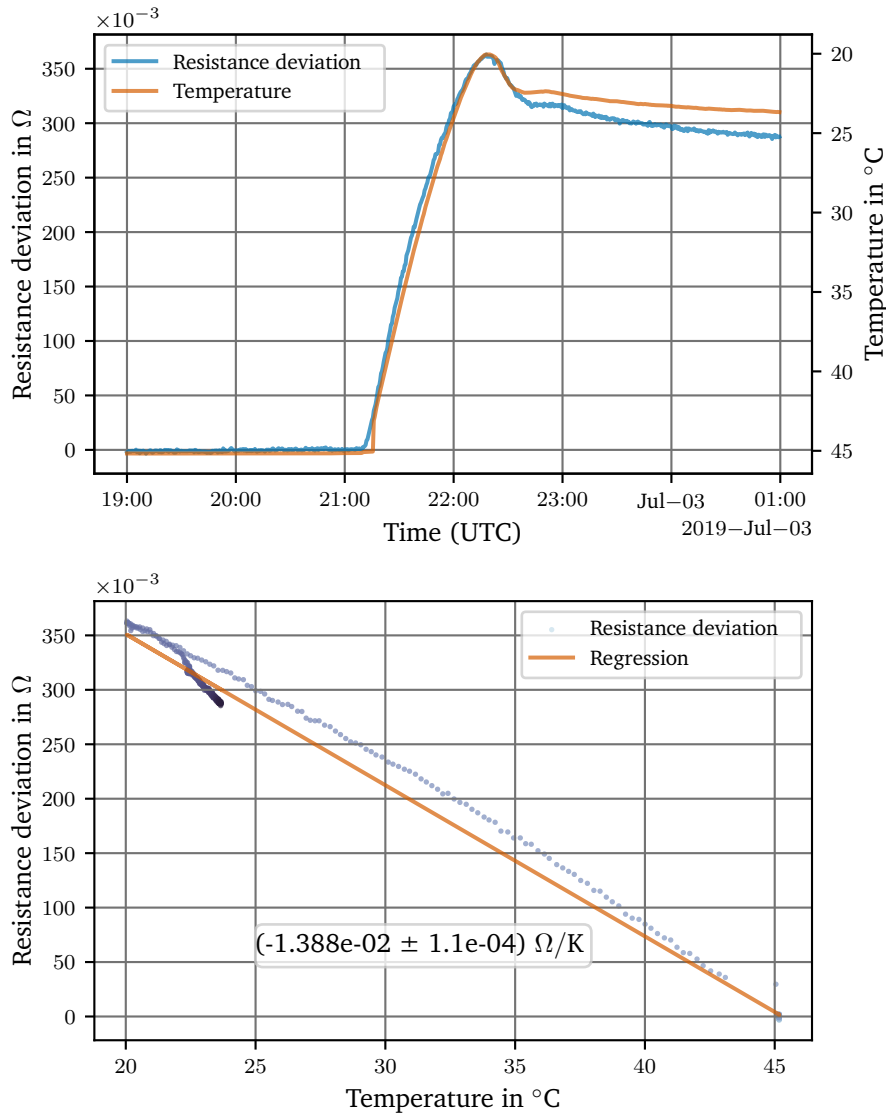 ×10⁻³
Resistance deviation in Ω
350
300
250
200
150
100
50
0
Resistance deviation
Temperature
20
25
30
35
40
45
Temperature in °C
19:00 20:00 21:00 22:00 23:00 Jul−03 01:00
Time (UTC)
2019−Jul−03
×10⁻³
Resistance deviation in Ω
350
300
250
200
150
100
50
0
Resistance deviation
Regression
(-1.388e-02 ± 1.1e-04) Ω/K
20 25 30 35 40 45
Temperature in °C